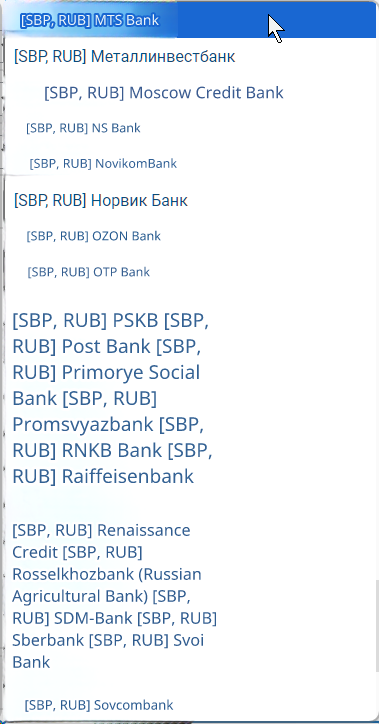 [SBP, RUB] MTS Bank
[SBP, RUB] Металлинвестбанк
[SBP, RUB] Moscow Credit Bank
[SBP, RUB] NS Bank
[SBP, RUB] NovikomBank
[SBP, RUB] Норвик Банк
[SBP, RUB] OZON Bank
[SBP, RUB] OTP Bank
[SBP, RUB] PSKB [SBP,
RUB] Post Bank [SBP,
RUB] Primorye Social
Bank [SBP, RUB]
Promsvyazbank [SBP,
RUB] RNKB Bank [SBP,
RUB] Raiffeisenbank
[SBP, RUB] Renaissance
Credit [SBP, RUB]
Rosselkhozbank (Russian
Agricultural Bank) [SBP,
RUB] SDM-Bank [SBP, RUB]
Sberbank [SBP, RUB] Svoi
Bank
[SBP, RUB] Sovcombank